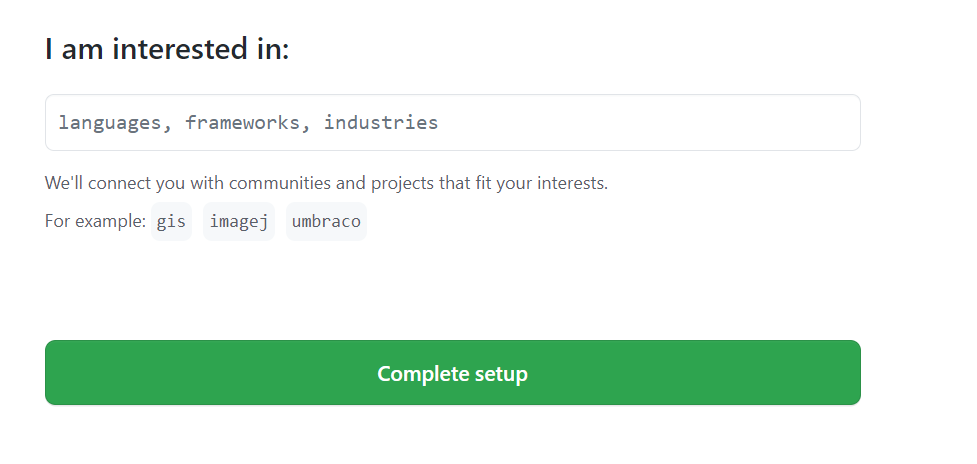 I am interested in:
languages, frameworks, industries
We'll connect you with communities and projects that fit your interests.
For example: gis imagej umbraco
Complete setup